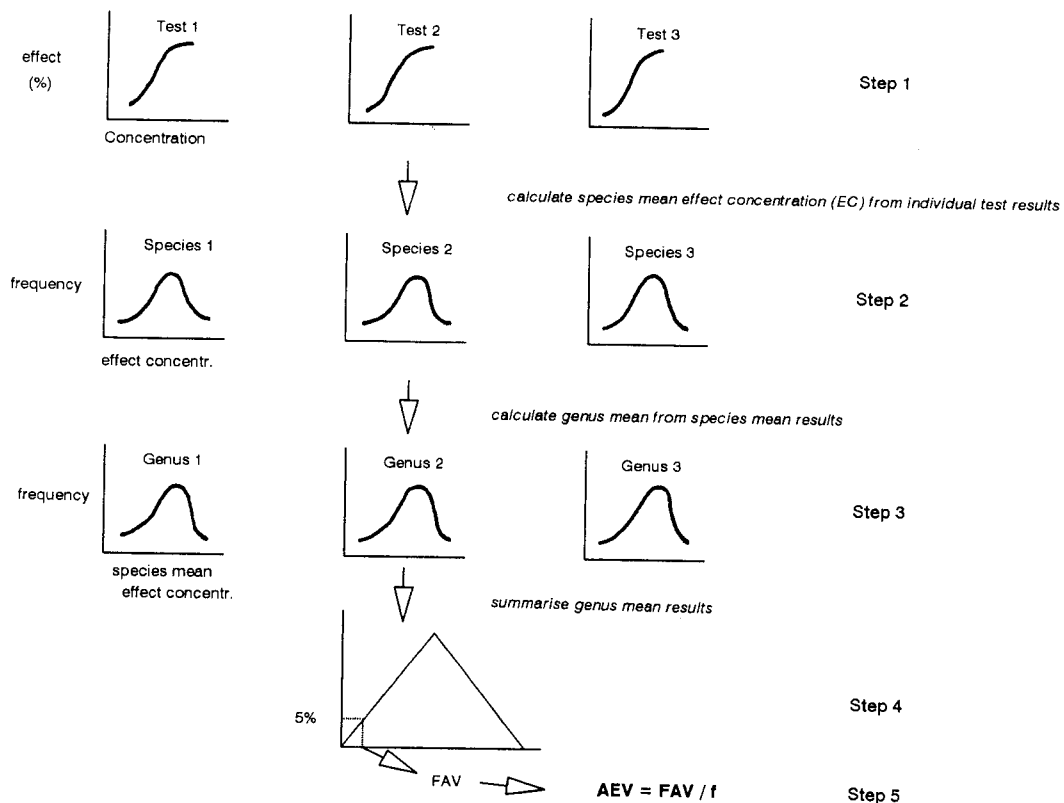 Test 1
Test 2
Test 3
effect
(%)
Step 1
Concentration
calculate species mean effect concentration (EC) from individual test results
Species 1
Species 2
Species 3
frequency
Step 2
effect concentr.
calculate genus mean from species mean results
Genus 1
Genus 2
Genus 3
frequency
Step 3
species mean
effect concentr.
summarise genus mean results
5%
Step 4
FAV
AEV = FAV / f
Step 5